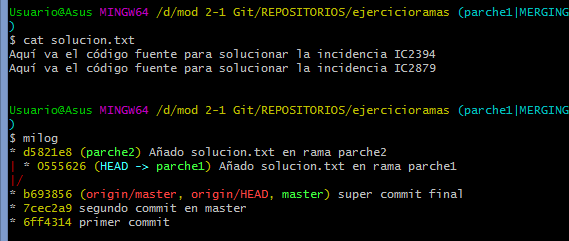 Usuario@Asus MINGW64 /d/mod 2-1 Git/REPOSITORIOS/ejercicioramas (parche1|MERGING
)
$ cat solucion.txt
Aquí va el código fuente para solucionar la incidencia IC2394
Aquí va el código fuente para solucionar la incidencia IC2879

Usuario@Asus MINGW64 /d/mod 2-1 Git/REPOSITORIOS/ejercicioramas (parche1|MERGING
)
$ milog
* d5821e8 (parche2) Añado solucion.txt en rama parche2
| * 0555626 (HEAD -> parche1) Añado solucion.txt en rama parche1
|/
* b693856 (origin/master, origin/HEAD, master) super commit final
* 7cec2a9 segundo commit en master
* 6ff4314 primer commit